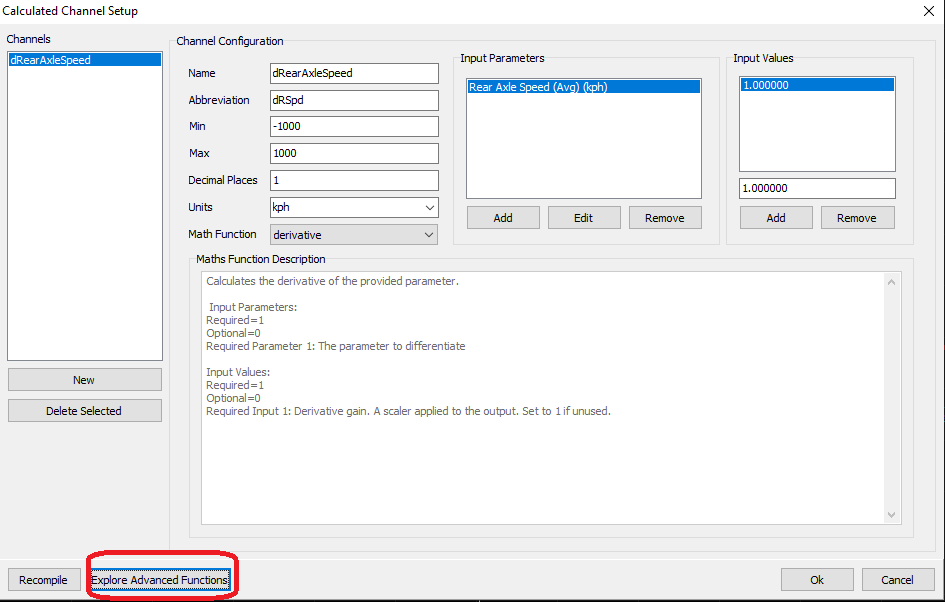 Calculated Channel Setup
Channels
dRearAxleSpeed
New
Delete Selected
Channel Configuration
Name
dRearAxleSpeed
Abbreviation
dRSpd
Min
-1000
Max
1000
Decimal Places
1
Units
kph
Math Function
derivative
Input Parameters
Rear Axle Speed (Avg) (kph)
Add
Edit
Remove
Input Values
1.000000
1.000000
Add
Remove
Maths Function Description
Calculates the derivative of the provided parameter.
Input Parameters:
Required=1
Optional=0
Required Parameter 1: The parameter to differentiate
Input Values:
Required=1
Optional=0
Required Input 1: Derivative gain. A scaler applied to the output. Set to 1 if unused.
Recompile
Explore Advanced Functions
Ok
Cancel